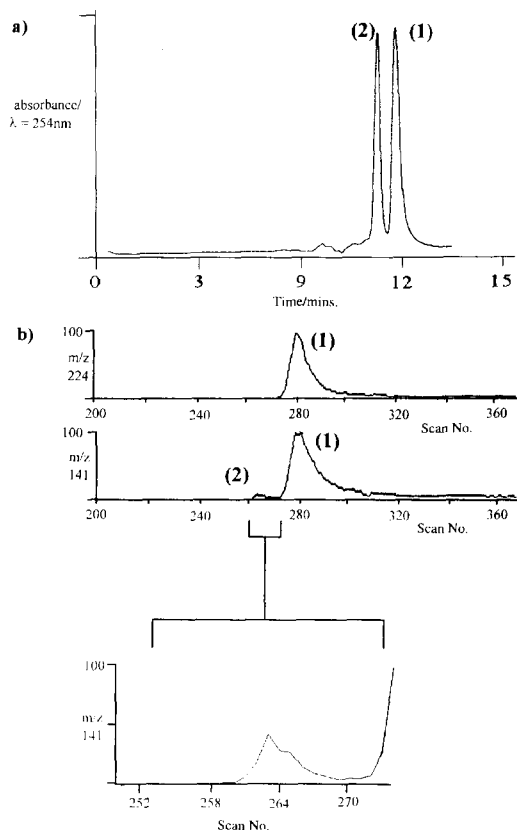 a)
(2) (1)
absorbance/
λ = 254nm
0 3 6 9 12 15
Time/mins.
b)
100
m/z
224
(1)
200 240 280 320 360
Scan No.
100
m/z
141
(2)
(1)
200 240 280 320 360
Scan No.
100
m/z
141
252 258 264 270
Scan No.